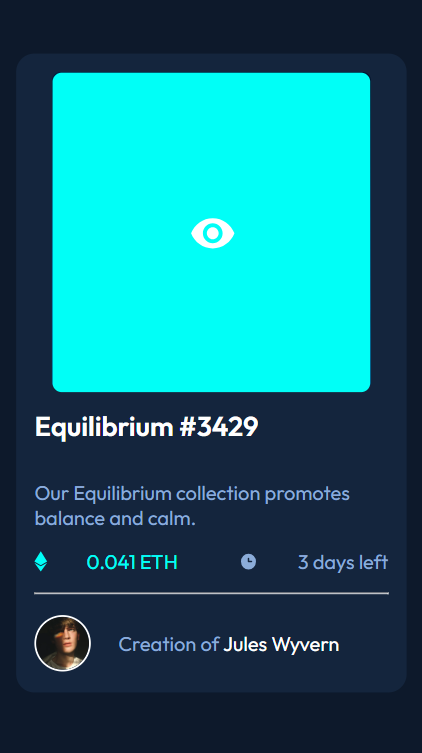 Equilibrium #3429
Our Equilibrium collection promotes
balance and calm.
0.041 ETH 3 days left
Creation of Jules Wyvern